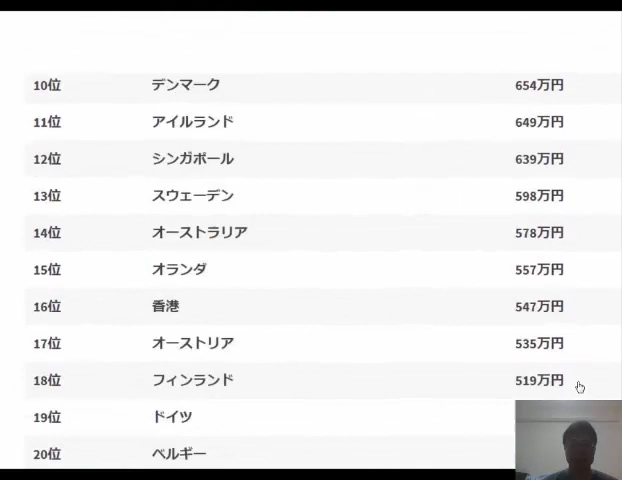 10位 デンマーク 654万円
11位 アイルランド 649万円
12位 シンガポール 639万円
13位 スウェーデン 598万円
14位 オーストラリア 578万円
15位 オランダ 557万円
16位 香港 547万円
17位 オーストリア 535万円
18位 フィンランド 519万円
19位 ドイツ
20位 ベルギー